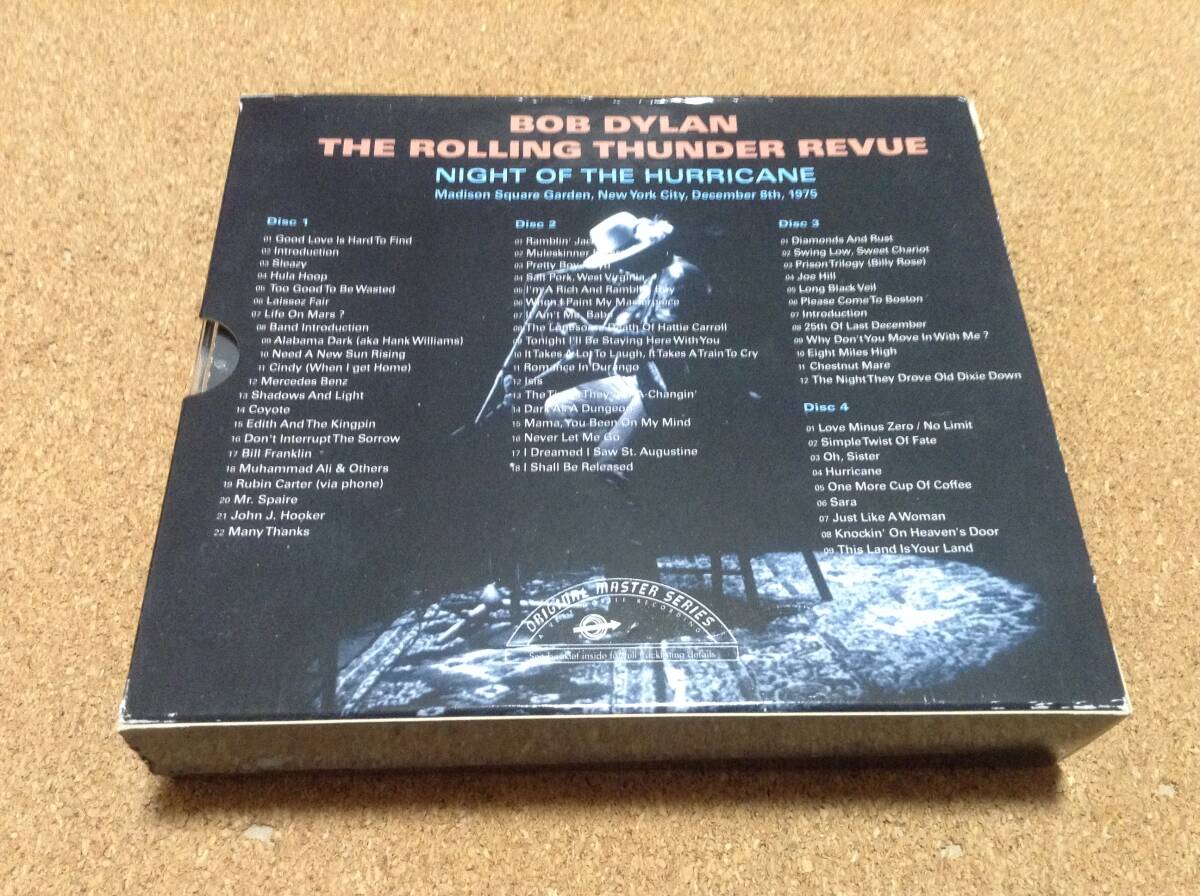 BOB DYLAN
THE ROLLING THUNDER REVUE
NIGHT OF THE HURRICANE
Madison Square Garden, New York City, December 8th, 1975
Disc 1
01 Good Love Is Hard To Find
02 Introduction
03 Sleazy
04 Hula Hoop
05 Too Good To Be Wasted
06 Laissez Fair
07 Life On Mars ?
08 Band Introduction
09 Alabama Dark (aka Hank Williams)
10 Need A New Sun Rising
11 Cindy (When I get Home)
12 Mercedes Benz
13 Shadows And Light
14 Coyote
15 Edith And The Kingpin
16 Don't Interrupt The Sorrow
17 Bill Franklin
18 Muhammad Ali & Others
19 Rubin Carter (via phone)
20 Mr. Spaire
21 John J. Hooker
22 Many Thanks
Disc 2
01 Ramblin' Jack
02 Muleskinner
03 Pretty Boy Floyd
04 Salt Pork, West Virginia
05 I'm A Rich And Ramblin' Boy
06 When I Paint My Masterpiece
07 It Ain't Me, Babe
08 The Lonesome Death Of Hattie Carroll
09 Tonight I'll Be Staying Here With You
10 It Takes A Lot To Laugh, It Takes A Train To Cry
11 Romance In Durango
12 Isis
13 The Times They Are A-Changin'
14 Dark As A Dungeon
15 Mama, You Been On My Mind
16 Never Let Me Go
17 I Dreamed I Saw St. Augustine
18 I Shall Be Released
Disc 3
01 Diamonds And Rust
02 Swing Low, Sweet Chariot
03 Prison Trilogy (Billy Rose)
04 Joe Hill
05 Long Black Veil
06 Please Come To Boston
07 Introduction
08 25th Of Last December
09 Why Don't You Move In With Me ?
10 Eight Miles High
11 Chestnut Mare
12 The Night They Drove Old Dixie Down
Disc 4
01 Love Minus Zero / No Limit
02 Simple Twist Of Fate
03 Oh, Sister
04 Hurricane
05 One More Cup Of Coffee
06 Sara
07 Just Like A Woman
08 Knockin' On Heaven's Door
09 This Land Is Your Land
ORIGINAL MASTER SERIES
RECORDING
See booklet inside for full tracklisting details